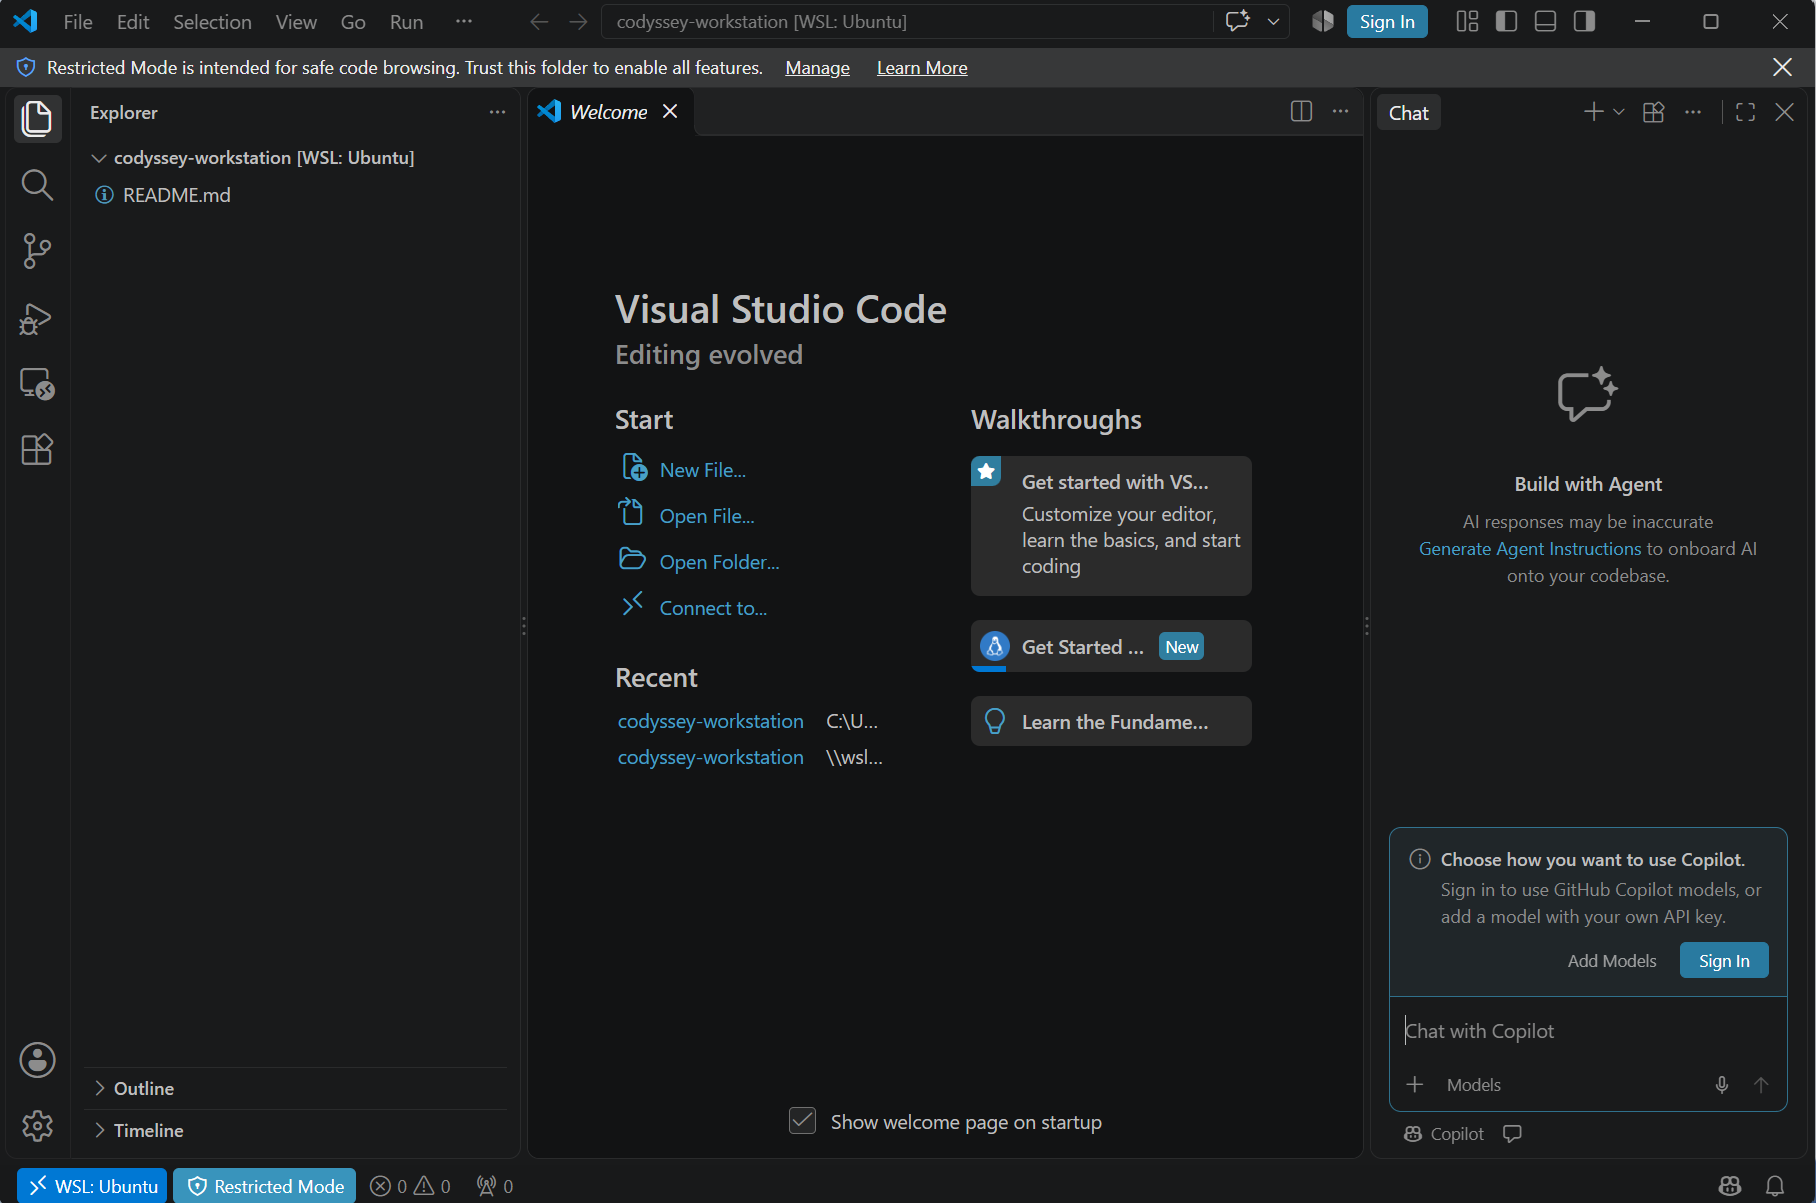 File Edit Selection View Go Run ···
codyssey-workstation [WSL: Ubuntu]
Sign In
Restricted Mode is intended for safe code browsing. Trust this folder to enable all features. Manage Learn More
Explorer
codyssey-workstation [WSL: Ubuntu]
README.md
Outline
Timeline
Welcome
Visual Studio Code
Editing evolved
Start
New File...
Open File...
Open Folder...
Connect to...
Recent
codyssey-workstation C:\U...
codyssey-workstation \\wsl...
Walkthroughs
Get started with VS...
Customize your editor,
learn the basics, and start
coding
Get Started ... New
Learn the Fundame...
Show welcome page on startup
Chat
Build with Agent
AI responses may be inaccurate
Generate Agent Instructions to onboard AI
onto your codebase.
Choose how you want to use Copilot.
Sign in to use GitHub Copilot models, or
add a model with your own API key.
Add Models Sign In
Chat with Copilot
Models
Copilot
WSL: Ubuntu Restricted Mode 0 0 0